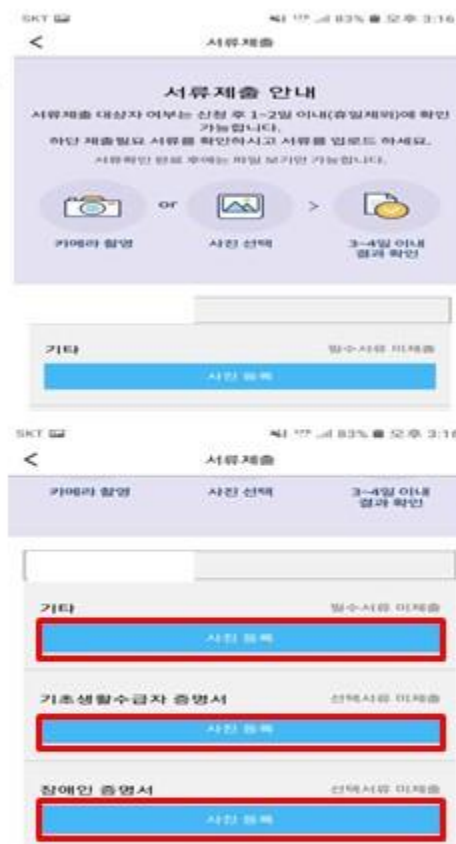 SKT 83% 오후 3:16
< 서류제출
서류제출 안내
서류제출 대상자 여부는 신청 후 1~2일 이내(휴일제외)에 확인
가능합니다.
하단 제출필요 서류를 확인하시고 서류를 업로드 하세요.
서류확인 완료 후에는 파일 보기만 가능합니다.
or >
카메라 촬영 사진 선택 3~4일 이내
결과 확인
기타 필수서류 미제출
사진 등록
SKT 83% 오후 3:16
< 서류제출
카메라 촬영 사진 선택 3~4일 이내
결과 확인
기타 필수서류 미제출
사진 등록
기초생활수급자 증명서 선택서류 미제출
사진 등록
장애인 증명서 선택서류 미제출
사진 등록